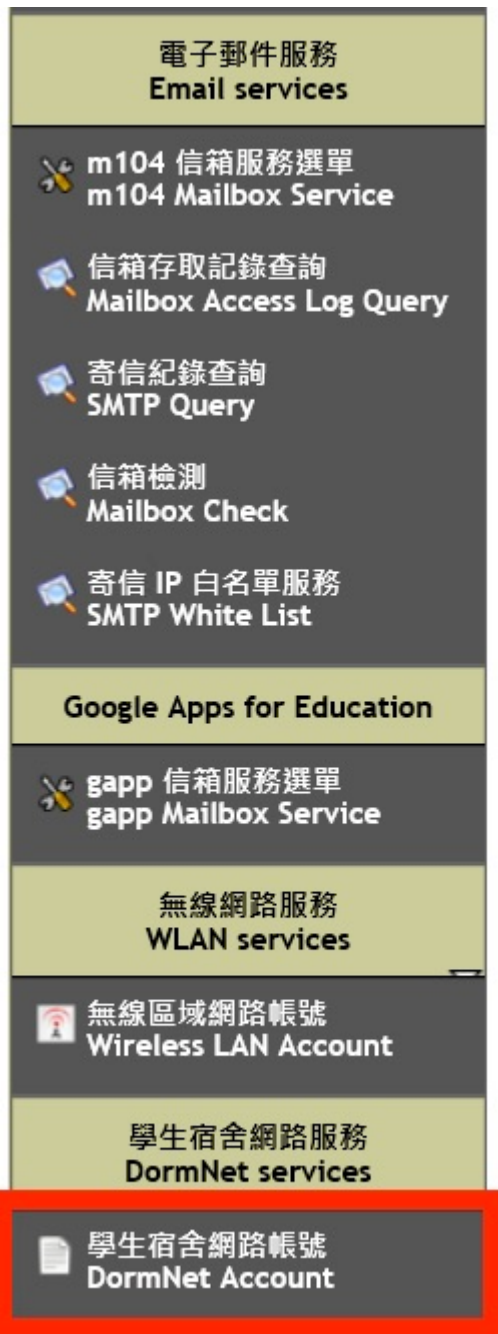 電子郵件服務
Email services
m104 信箱服務選單
m104 Mailbox Service
信箱存取記錄查詢
Mailbox Access Log Query
寄信紀錄查詢
SMTP Query
信箱檢測
Mailbox Check
寄信 IP 白名單服務
SMTP White List
Google Apps for Education
gapp 信箱服務選單
gapp Mailbox Service
無線網路服務
WLAN services
無線區域網路帳號
Wireless LAN Account
學生宿舍網路服務
DormNet services
學生宿舍網路帳號
DormNet Account